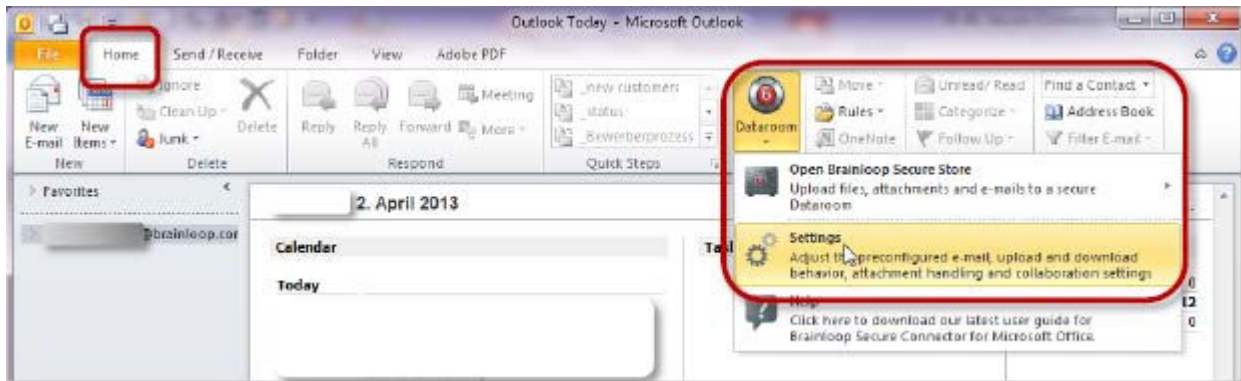 Outlook Today - Microsoft Outlook
File Home Send / Receive Folder View Adobe PDF
New E-mail
New Items
Ignore
Clean Up
Junk
Delete
Reply
Reply All
Forward
Meeting
More
_new customers
_status
_Bewerberprozess
Dataroom
Move
Rules
OneNote
Unread/ Read
Categorize
Follow Up
Find a Contact
Address Book
Filter E-mail
New Delete Respond Quick Steps
Open Brainloop Secure Store
Upload files, attachments and e-mails to a secure
Dataroom
Settings
Adjust the preconfigured e-mail, upload and download
behavior, attachment handling and collaboration settings
Help
Click here to download our latest user guide for
Brainloop Secure Connector for Microsoft Office.
Favorites
@brainloop.com
2. April 2013
Calendar
Today
0
12
0